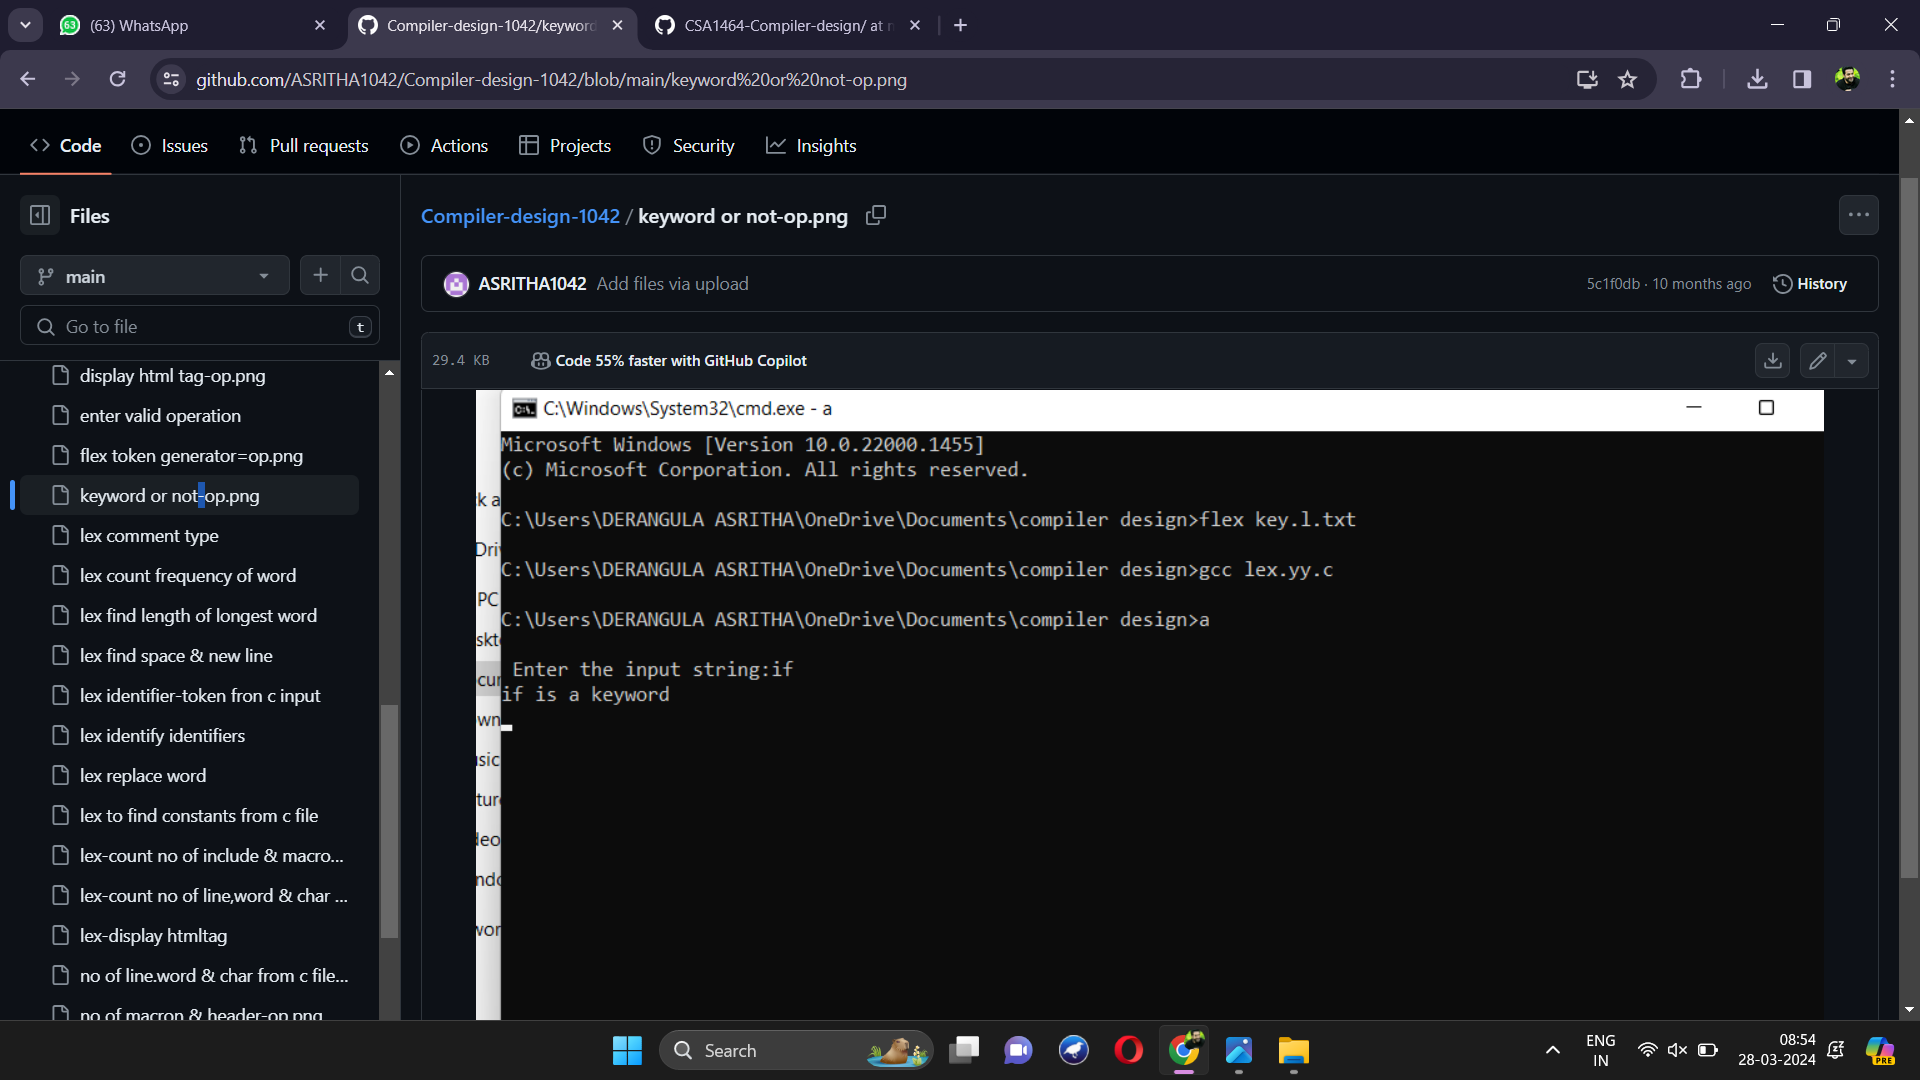 63
(63) WhatsApp
Compiler-design-1042/keyword
CSA1464-Compiler-design/ at
github.com/ASRITHA1042/Compiler-design-1042/blob/main/keyword%20or%20not-op.png
Code
Issues
Pull requests
Actions
Projects
Security
Insights
Files
main
Go to file
t
display html tag-op.png
enter valid operation
flex token generator=op.png
keyword or not-op.png
lex comment type
lex count frequency of word
lex find length of longest word
lex find space & new line
lex identifier-token fron c input
lex identify identifiers
lex replace word
lex to find constants from c file
lex-count no of include & macro...
lex-count no of line,word & char ...
lex-display htmltag
no of line.word & char from c file...
no of macron & header-op.png
Compiler-design-1042 / keyword or not-op.png
ASRITHA1042 Add files via upload
5c1f0db · 10 months ago
History
29.4 KB
Code 55% faster with GitHub Copilot
C:\Windows\System32\cmd.exe - a
Microsoft Windows [Version 10.0.22000.1455]
(c) Microsoft Corporation. All rights reserved.
C:\Users\DERANGULA ASRITHA\OneDrive\Documents\compiler design>flex key.l.txt
C:\Users\DERANGULA ASRITHA\OneDrive\Documents\compiler design>gcc lex.yy.c
C:\Users\DERANGULA ASRITHA\OneDrive\Documents\compiler design>a
Enter the input string:if
if is a keyword
k a
Dri
PC
skt
cur
wn
usic
ture
deo
ndo
wor
Search
ENG
IN
08:54
28-03-2024
PRE